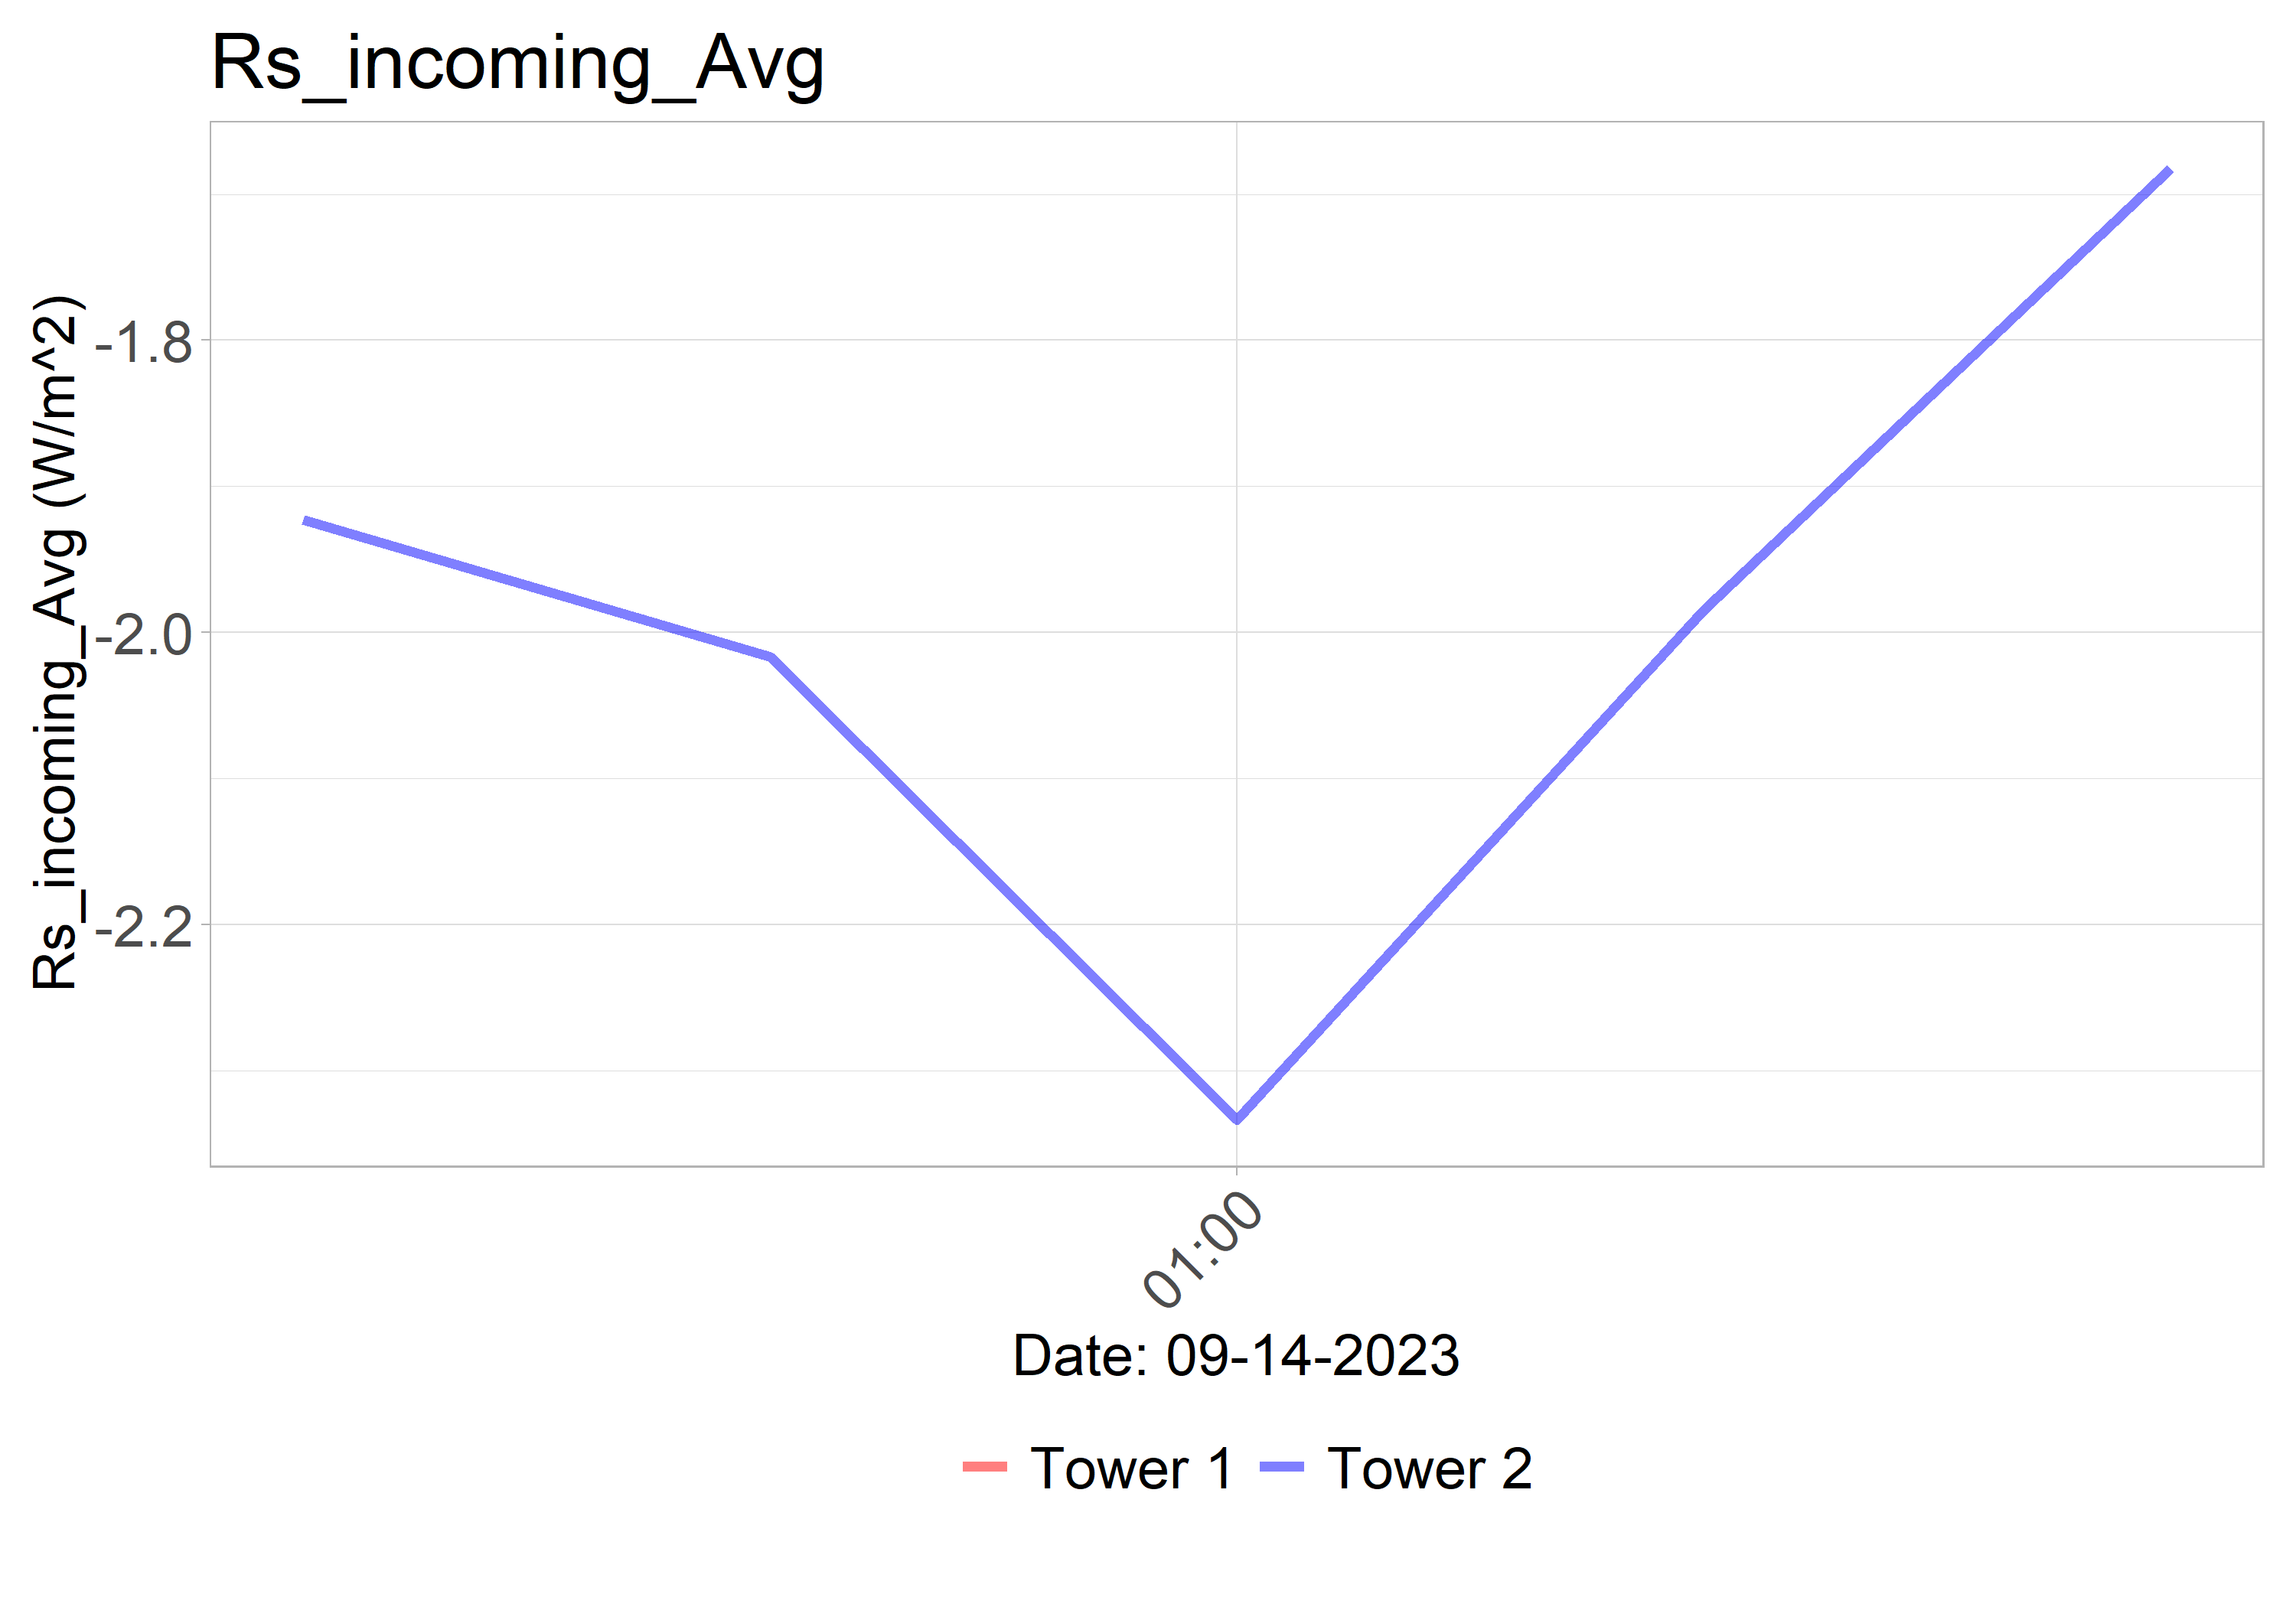 Rs_incoming_Avg
Rs_incoming_Avg (W/m^2)
-1.8
-2.0
-2.2
01:00
Date: 09-14-2023
Tower 1 Tower 2